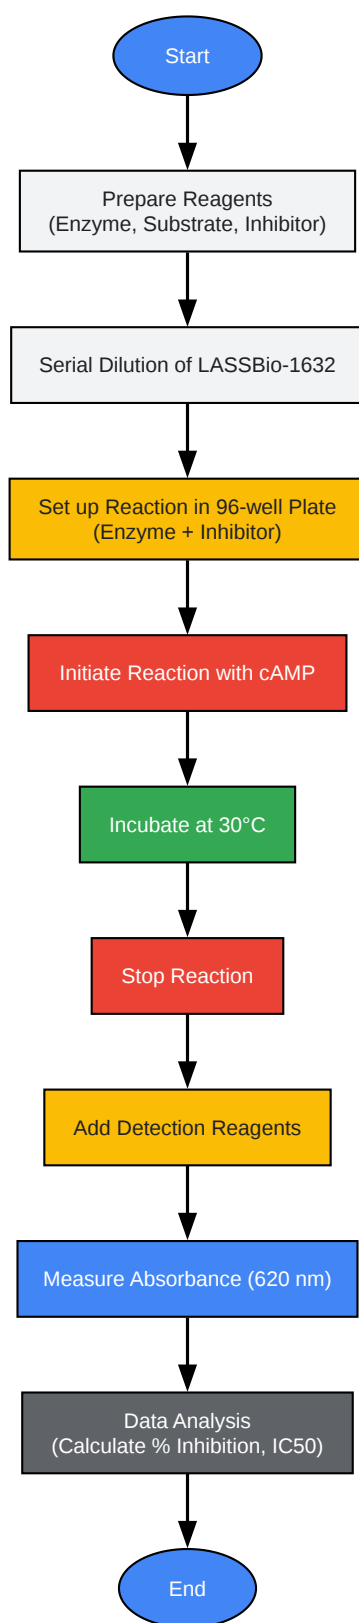 Start
Prepare Reagents
(Enzyme, Substrate, Inhibitor)
Serial Dilution of LASSBio-1632
Set up Reaction in 96-well Plate
(Enzyme + Inhibitor)
Initiate Reaction with cAMP
Incubate at 30°C
Stop Reaction
Add Detection Reagents
Measure Absorbance (620 nm)
Data Analysis
(Calculate % Inhibition, IC50)
End